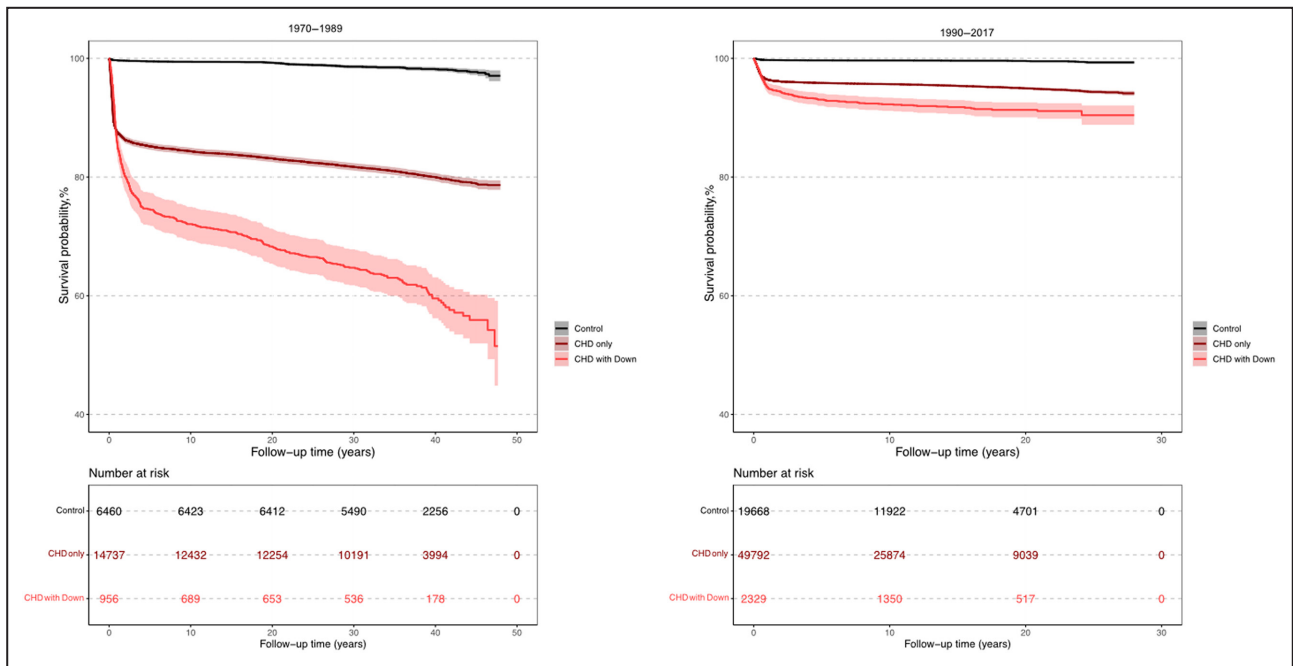 1970–1989
100
80
60
40
Survival probability,%
0 10 20 30 40 50
Follow–up time (years)
Control
CHD only
CHD with Down
Number at risk
Control 6460 6423 6412 5490 2256 0
CHD only 14737 12432 12254 10191 3994 0
CHD with Down 956 689 653 536 178 0
0 10 20 30 40 50
Follow–up time (years)
1990–2017
100
80
60
40
Survival probability,%
0 10 20 30
Follow–up time (years)
Control
CHD only
CHD with Down
Number at risk
Control 19668 11922 4701 0
CHD only 49792 25874 9039 0
CHD with Down 2329 1350 517 0
0 10 20 30
Follow–up time (years)